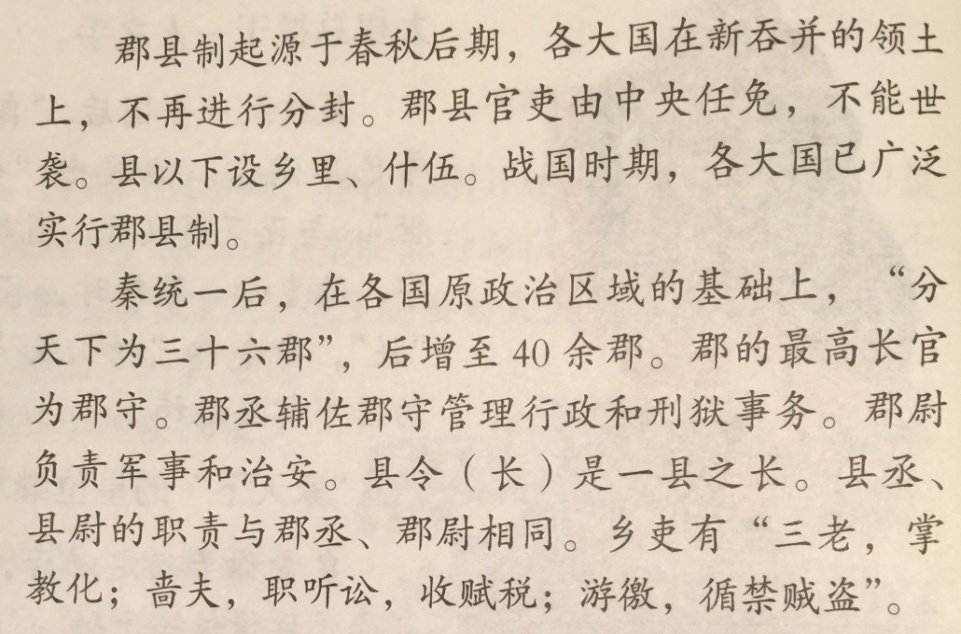 郡县制起源于春秋后期，各大国在新吞并的领土
上，不再进行分封。郡县官吏由中央任免，不能世
袭。县以下设乡里、什伍。战国时期，各大国已广泛
实行郡县制。
秦统一后，在各国原政治区域的基础上，“分
天下为三十六郡”，后增至 40 余郡。郡的最高长官
为郡守。郡丞辅佐郡守管理行政和刑狱事务。郡尉
负责军事和治安。县令（长）是一县之长。县丞、
县尉的职责与郡丞、郡尉相同。乡吏有“三老，掌
教化；啬夫，职听讼，收赋税；游徼，循禁贼盗”。